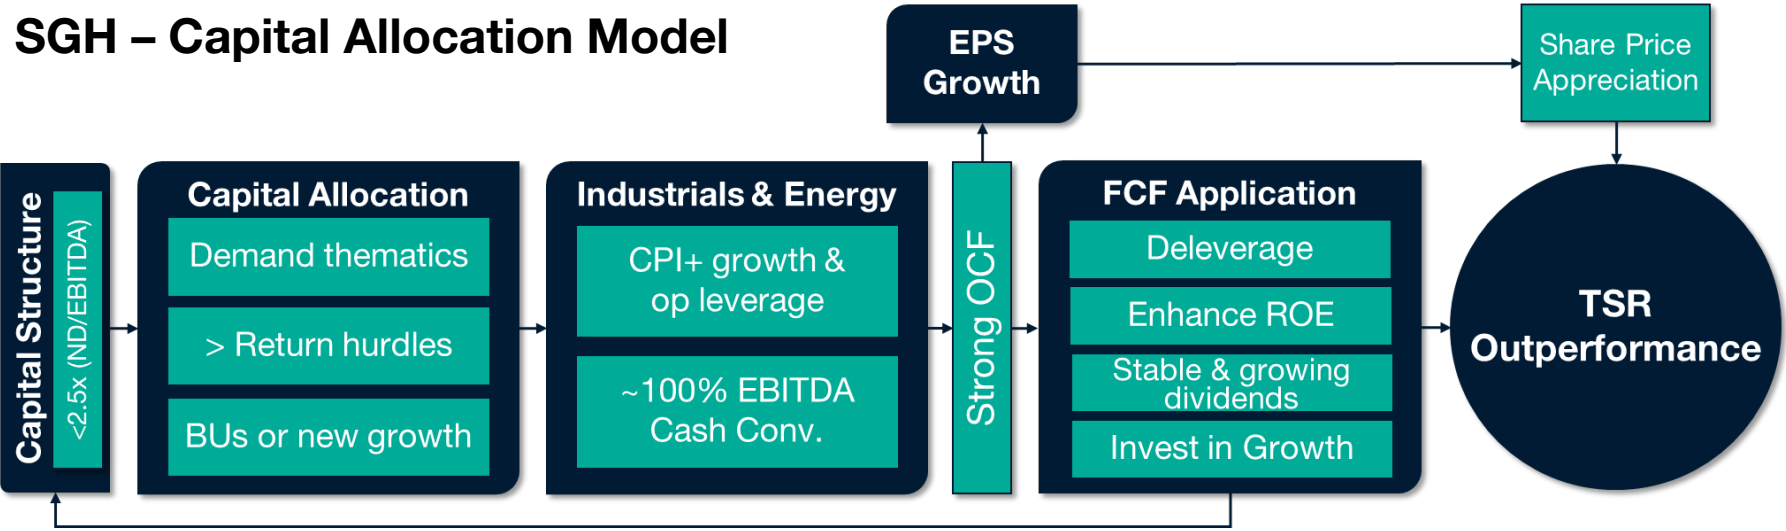 SGH – Capital Allocation Model
EPS
Growth
Share Price
Appreciation
Capital Structure
<2.5x (ND/EBITDA)
Capital Allocation
Demand thematics
> Return hurdles
BUs or new growth
Industrials & Energy
CPI+ growth &
op leverage
~100% EBITDA
Cash Conv.
Strong OCF
FCF Application
Deleverage
Enhance ROE
Stable & growing
dividends
Invest in Growth
TSR
Outperformance